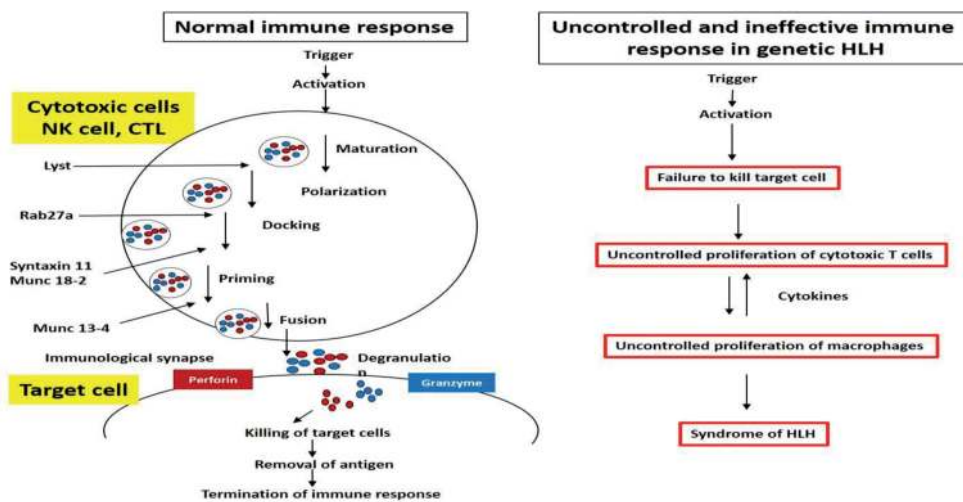 Normal immune response
Trigger
Activation
Cytotoxic cells
NK cell, CTL
Lyst
Maturation
Polarization
Rab27a
Docking
Syntaxin 11
Munc 18-2
Priming
Munc 13-4
Fusion
Immunological synapse
Degranulatio
n
Target cell
Perforin
Granzyme
Killing of target cells
Removal of antigen
Termination of immune response
Uncontrolled and ineffective immune
response in genetic HLH
Trigger
Activation
Failure to kill target cell
Uncontrolled proliferation of cytotoxic T cells
Cytokines
Uncontrolled proliferation of macrophages
Syndrome of HLH